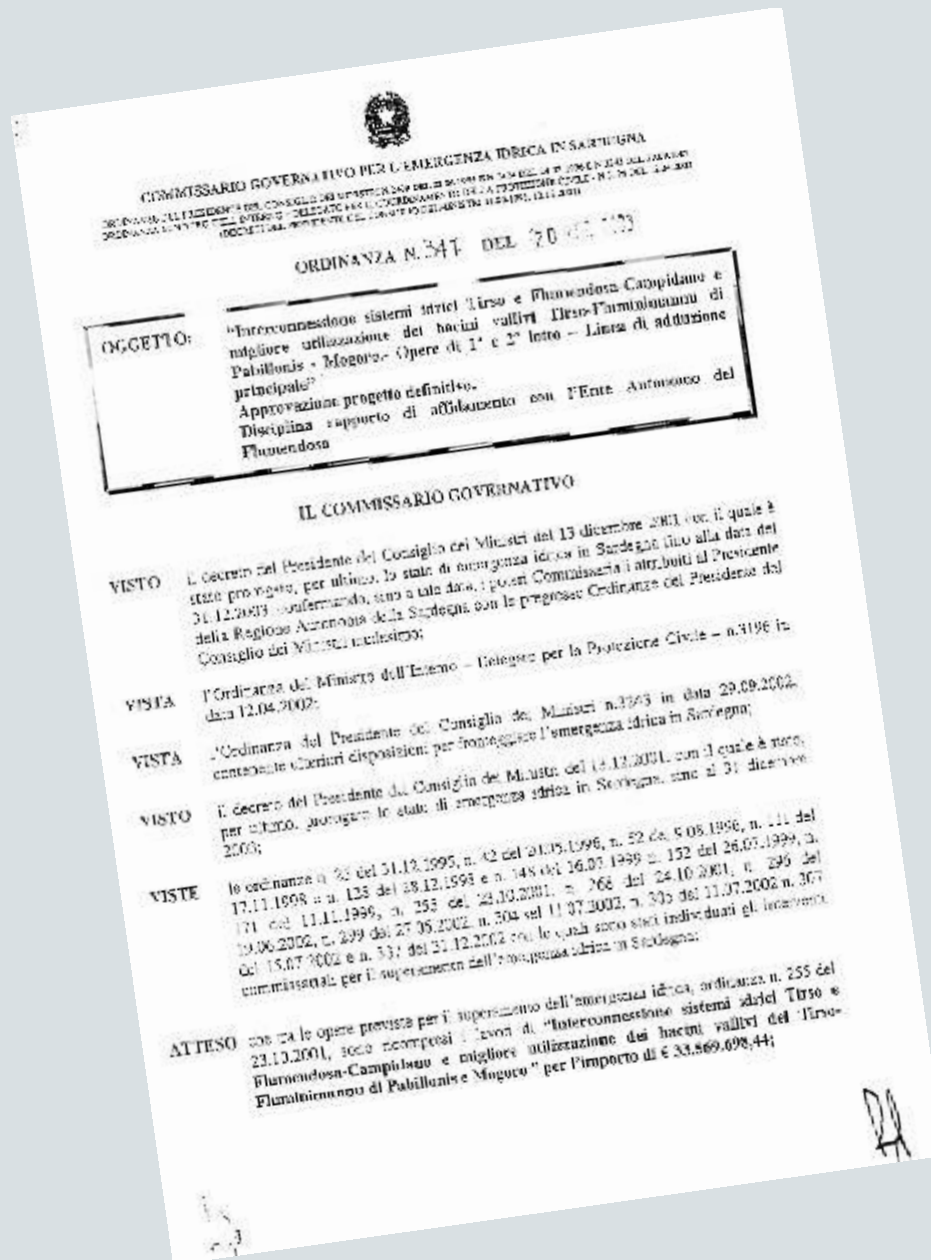 COMMISSARIO GOVERNATIVO PER L'EMERGENZA IDRICA IN SARDEGNA
ORDINANZA N. 341 DEL
OGGETTO:
"Interconnessione sistemi idrici Tirso e Flumendosa-Campidano e
migliore utilizzazione dei bacini vallivi Tirso-Fluminimannu di
Pabillonis - Mogoro.- Opere di 1° e 2° lotto – Linea di adduzione
principale"
Approvazione progetto definitivo.
Disciplina rapporto di affidamento con l'Ente Autonomo del
Flumendosa
IL COMMISSARIO GOVERNATIVO
VISTO
il decreto del Presidente del Consiglio dei Ministri del 13 dicembre 2001 con il quale è
stato prorogato, per ultimo, lo stato di emergenza idrica in Sardegna fino alla data del
31.12.2003 confermando, sino a tale data, i poteri Commissariali attribuiti al Presidente
della Regione Autonoma della Sardegna con le pregresse Ordinanze del Presidente del
Consiglio dei Ministri medesimo;
VISTA
l'Ordinanza del Ministro dell'Interno – Delegato per la Protezione Civile – n.3196 in
data 12.04.2002;
VISTA
l'Ordinanza del Presidente del Consiglio dei Ministri in data 29.09.2002,
contenente ulteriori disposizioni per fronteggiare l'emergenza idrica in Sardegna;
VISTO
il decreto del Presidente del Consiglio dei Ministri del 13.12.2001, con il quale è stato,
per ultimo, prorogato lo stato di emergenza idrica in Sardegna, sino al 31 dicembre
2003;
VISTE
le ordinanze n. del 31.12.1995, n. 42 del n. 52 del 9.08.1996, n. 111 del
17.11.1998 e n. 128 del 28.12.1998 e n. 148 del 16.07.1999 n. 152 del 26.07.1999, n.
171 del 11.11.1999, n. 255 del 23.10.2001, n. 268 del 24.10.2001, n. 296 del
10.06.2002, n. 299 del 27.06.2002, n. 304 sel 11.07.2002, n. 305 del 11.07.2002 n. 307
del 15.07.2002 e n. del 31.12.2002 con le quali sono stati individuati gli interventi
commissariali per il superamento dell'emergenza idrica in Sardegna;
ATTESO
con tra le opere previste per il superamento dell'emergenza idrica, ordinanza n. 255 del
23.10.2001, sono ricompresi i lavori di "Interconnessione sistemi idrici Tirso e
Flumendosa-Campidano e migliore utilizzazione dei bacini vallivi del Tirso-
Fluminimannu di Pabillonis e Mogoro " per l'importo di € 33.569.698,44;